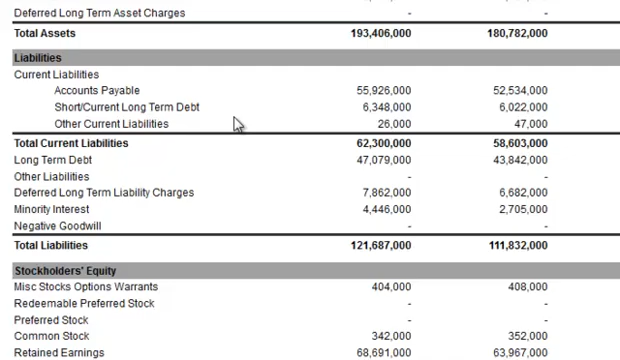 Deferred Long Term Asset Charges - -
Total Assets 193,406,000 180,782,000
Liabilities
Current Liabilities
Accounts Payable 55,926,000 52,534,000
Short/Current Long Term Debt 6,348,000 6,022,000
Other Current Liabilities 26,000 47,000
Total Current Liabilities 62,300,000 58,603,000
Long Term Debt 47,079,000 43,842,000
Other Liabilities - -
Deferred Long Term Liability Charges 7,862,000 6,682,000
Minority Interest 4,446,000 2,705,000
Negative Goodwill - -
Total Liabilities 121,687,000 111,832,000
Stockholders' Equity
Misc Stocks Options Warrants 404,000 408,000
Redeemable Preferred Stock - -
Preferred Stock - -
Common Stock 342,000 352,000
Retained Earnings 68,691,000 63,967,000